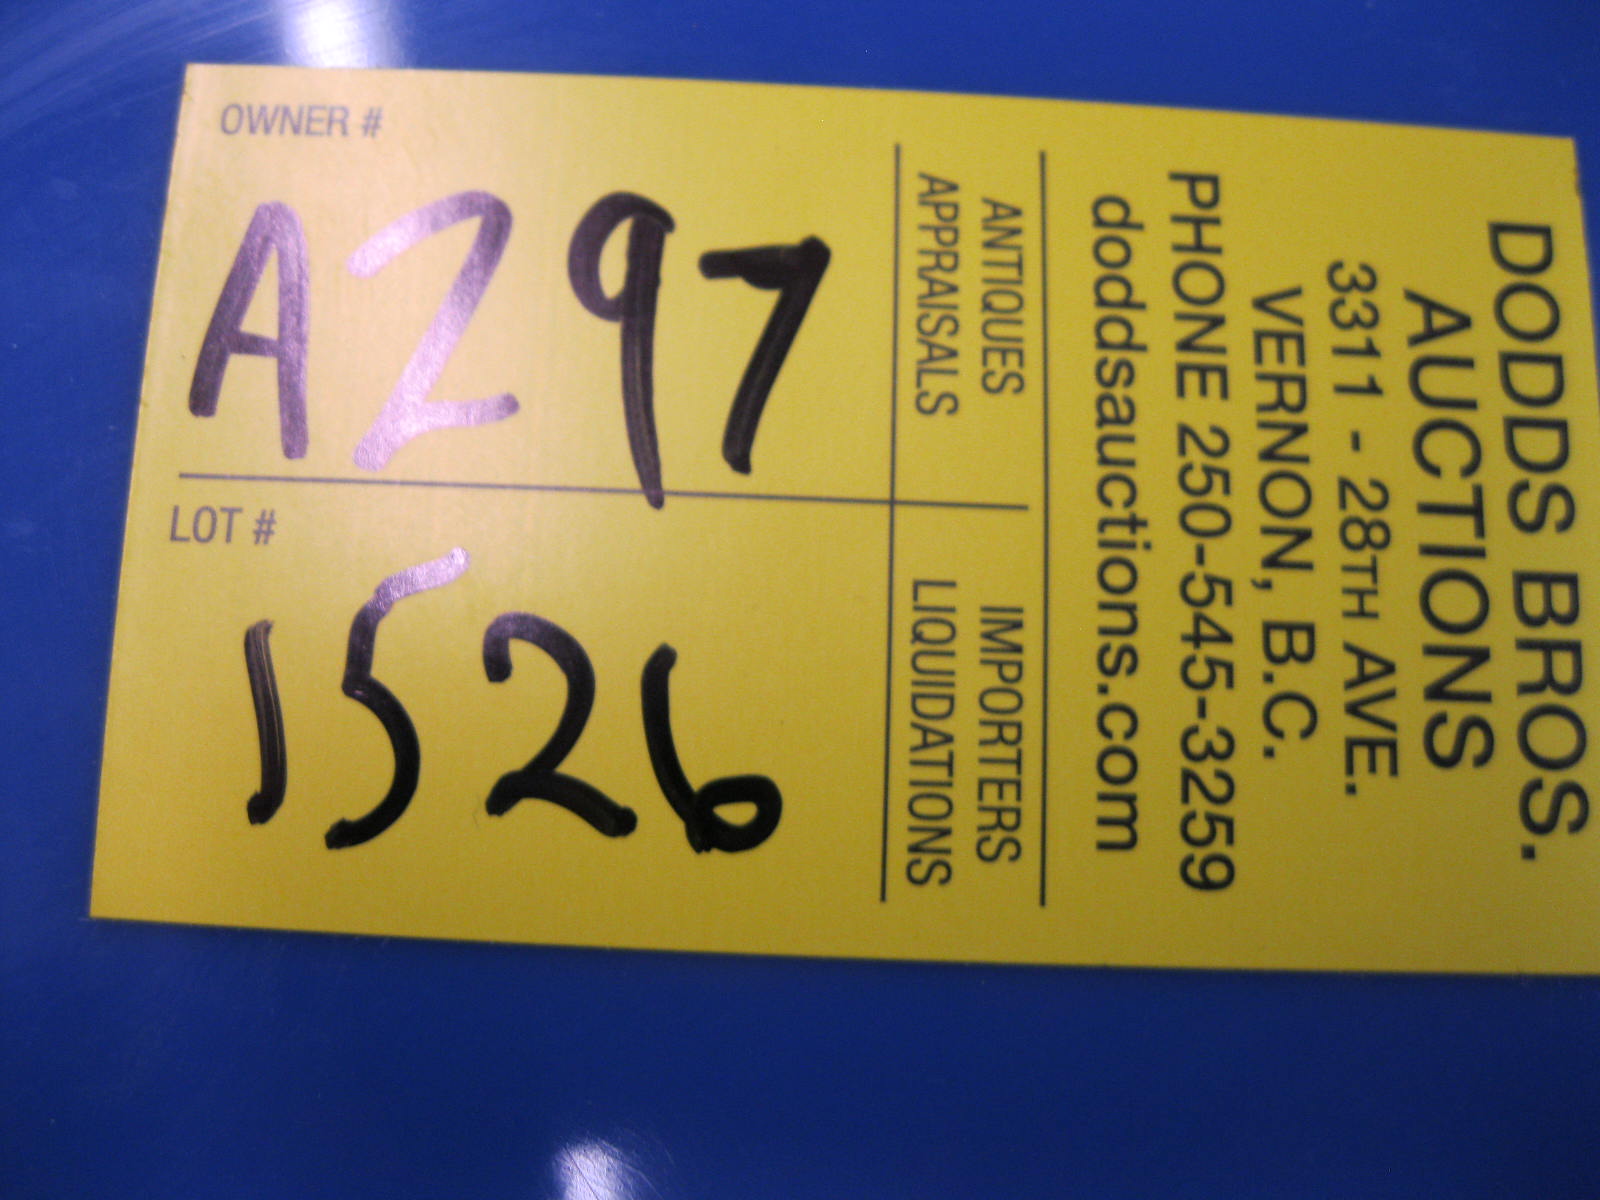 DODDS BROS.
AUCTIONS
3311 - 28TH AVE.
VERNON, B.C.
PHONE 250-545-3259
doddsauctions.com
ANTIQUES
APPRAISALS
IMPORTERS
LIQUIDATIONS
OWNER #
A297
LOT #
1526